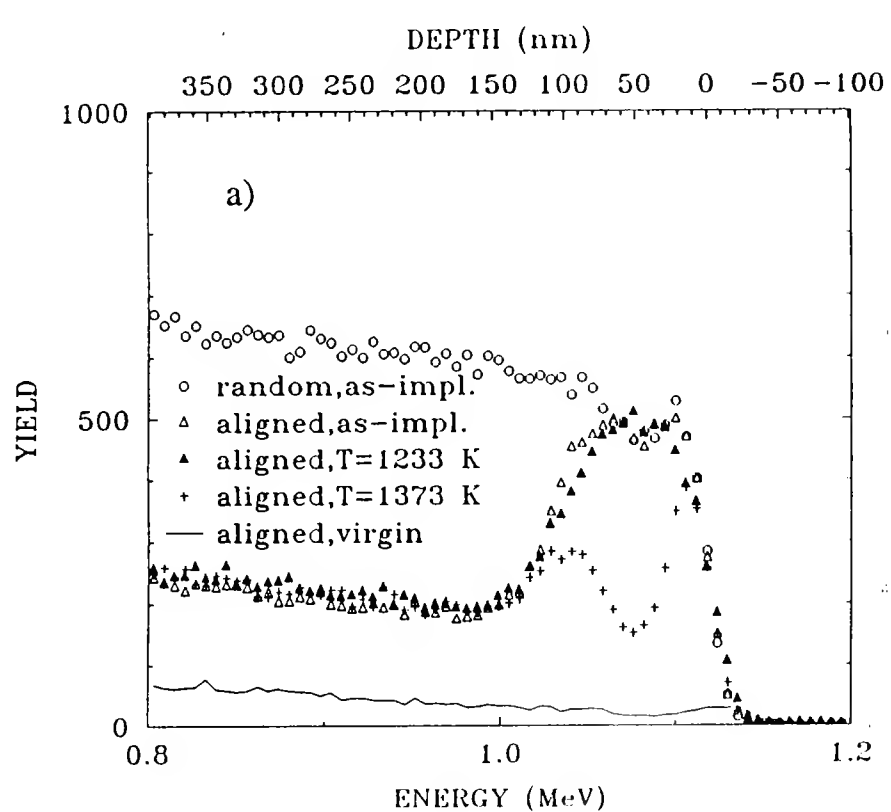 DEPTH (nm)
350 300 250 200 150 100 50 0 −50 −100
1000
a)
random,as-impl.
aligned,as-impl.
aligned,T=1233 K
aligned,T=1373 K
aligned,virgin
500
YIELD
0
0.8 1.0 1.2
ENERGY (MeV)